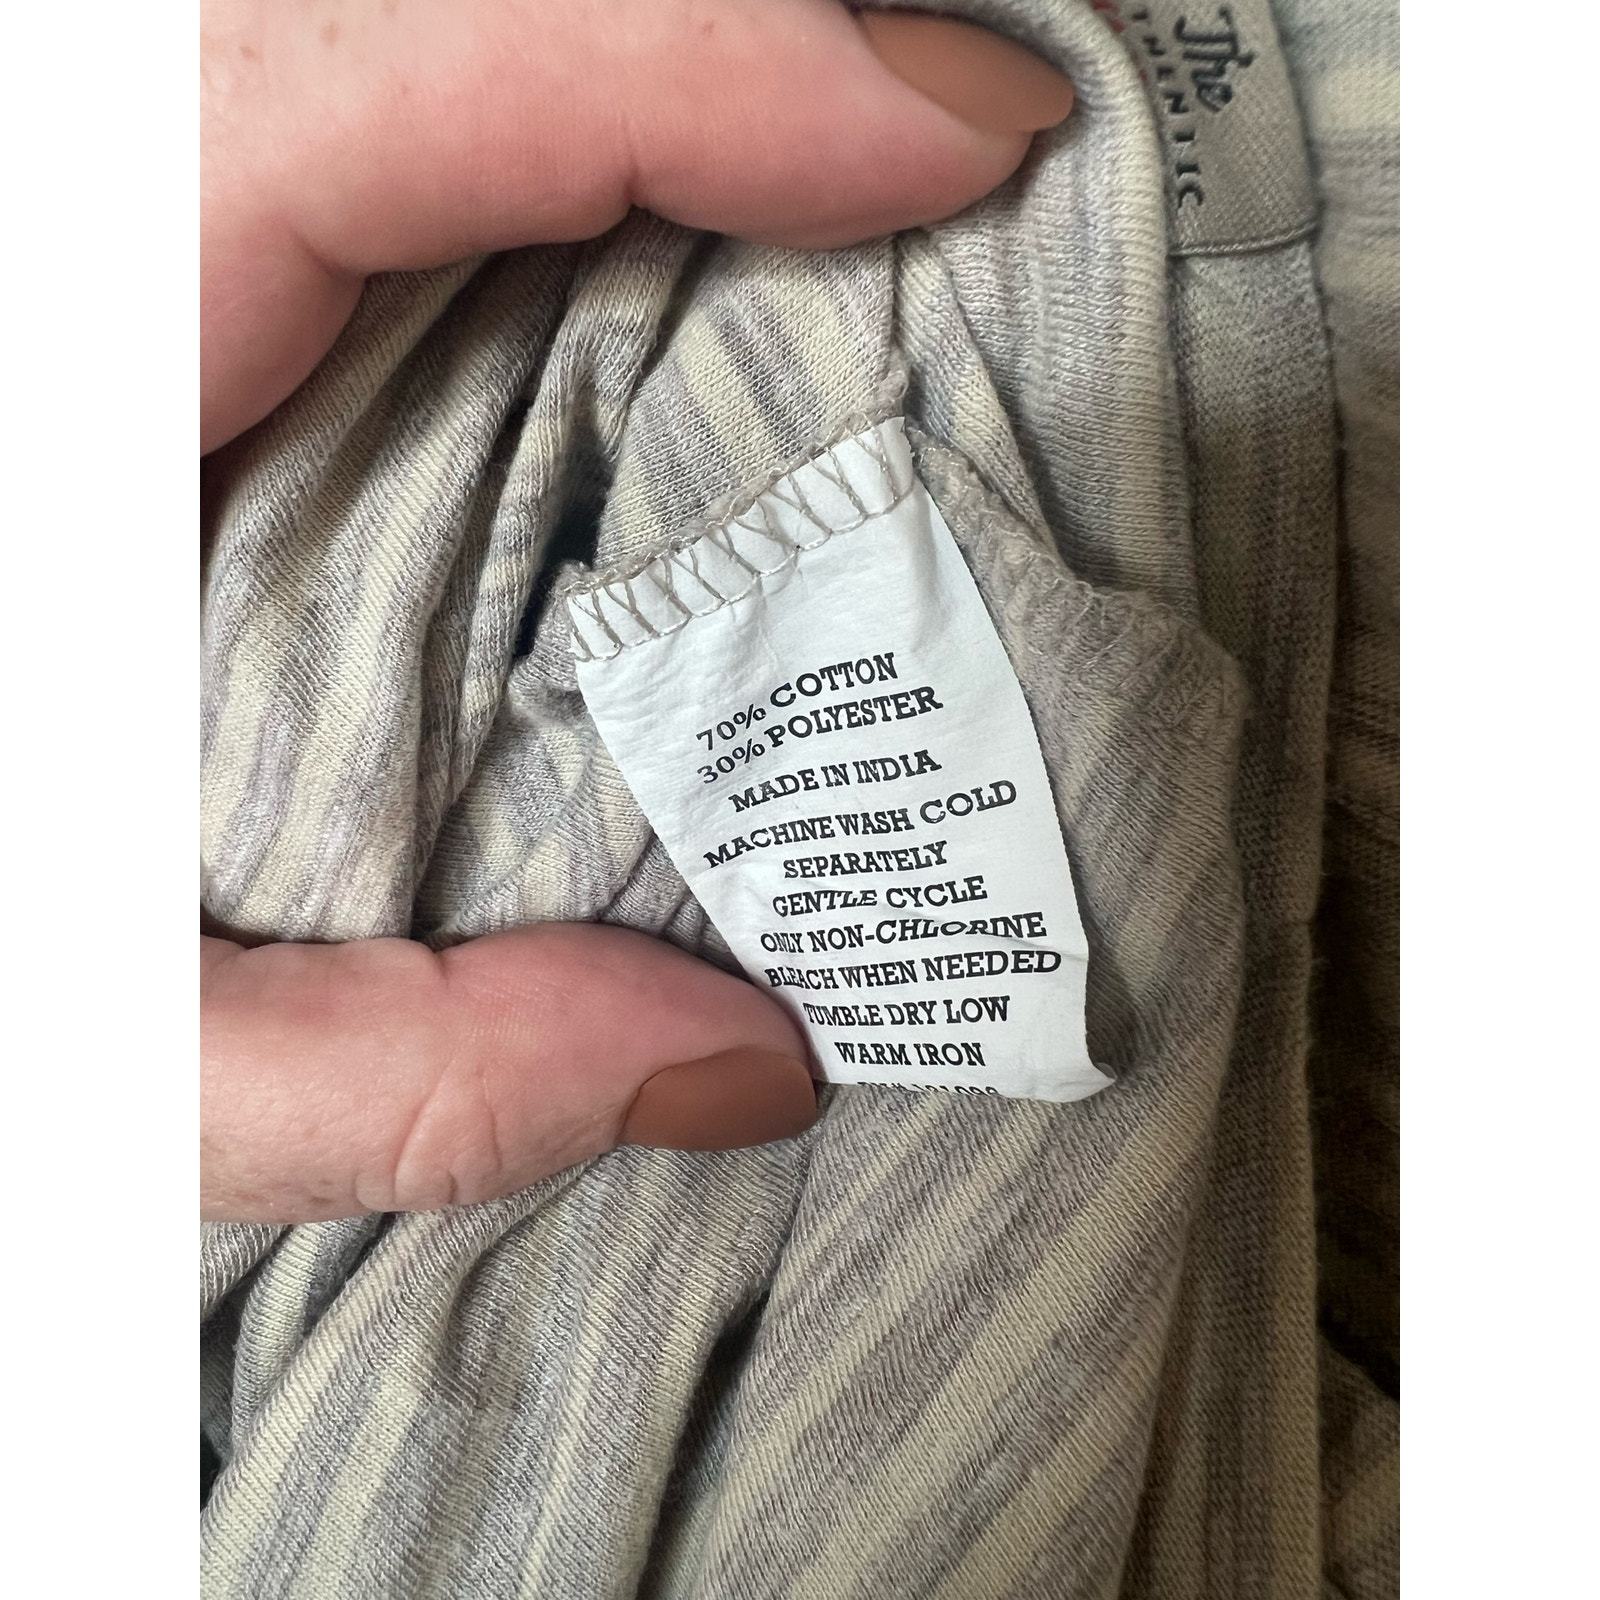 The
THENTIC
70% COTTON
30% POLYESTER
MADE IN INDIA
MACHINE WASH COLD
SEPARATELY
GENTLE CYCLE
ONLY NON-CHLORINE
BLEACH WHEN NEEDED
TUMBLE DRY LOW
WARM IRON